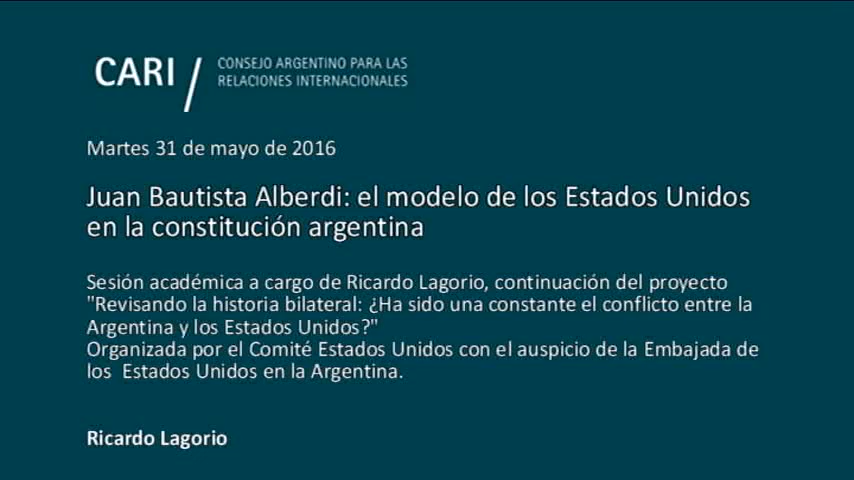 CARI
CONSEJO ARGENTINO PARA LAS
RELACIONES INTERNACIONALES
Martes 31 de mayo de 2016
Juan Bautista Alberdi: el modelo de los Estados Unidos
en la constitución argentina
Sesión académica a cargo de Ricardo Lagorio, continuación del proyecto
"Revisando la historia bilateral: ¿Ha sido una constante el conflicto entre la
Argentina y los Estados Unidos?"
Organizada por el Comité Estados Unidos con el auspicio de la Embajada de
los Estados Unidos en la Argentina.
Ricardo Lagorio